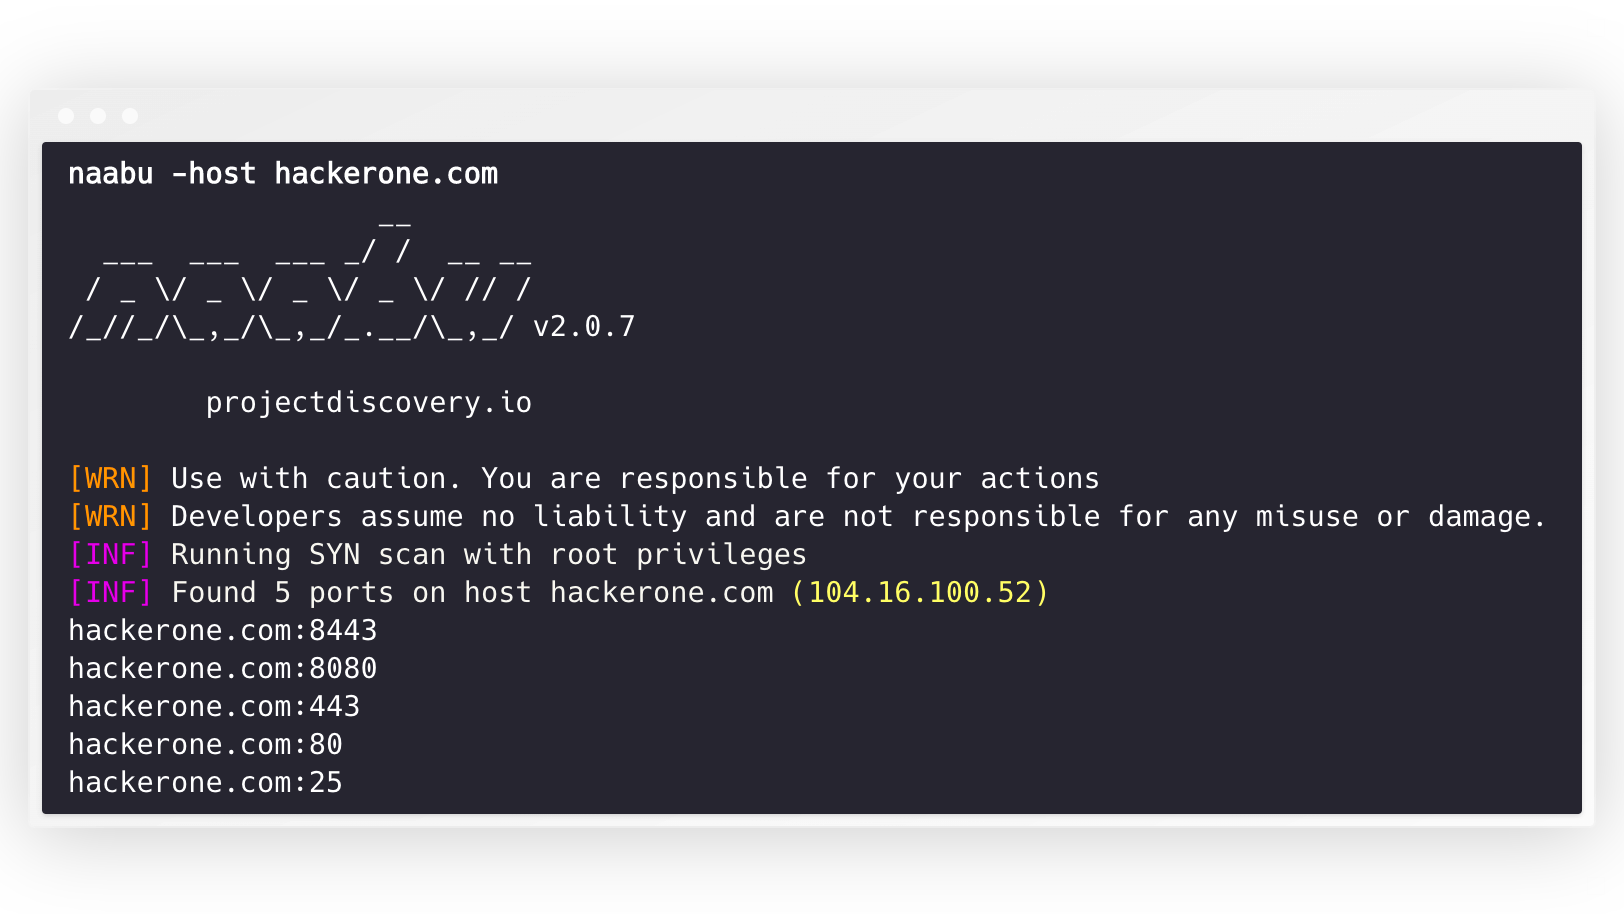 naabu -host hackerone.com
                  __
  ___  ___  ___ _/ /  __ __
 / _ \/ _ \/ _ \/ _ \/ // /
/_//_/\_,_/\_,_/_.__/\_,_/ v2.0.7
projectdiscovery.io
[WRN] Use with caution. You are responsible for your actions
[WRN] Developers assume no liability and are not responsible for any misuse or damage.
[INF] Running SYN scan with root privileges
[INF] Found 5 ports on host hackerone.com (104.16.100.52)
hackerone.com:8443
hackerone.com:8080
hackerone.com:443
hackerone.com:80
hackerone.com:25